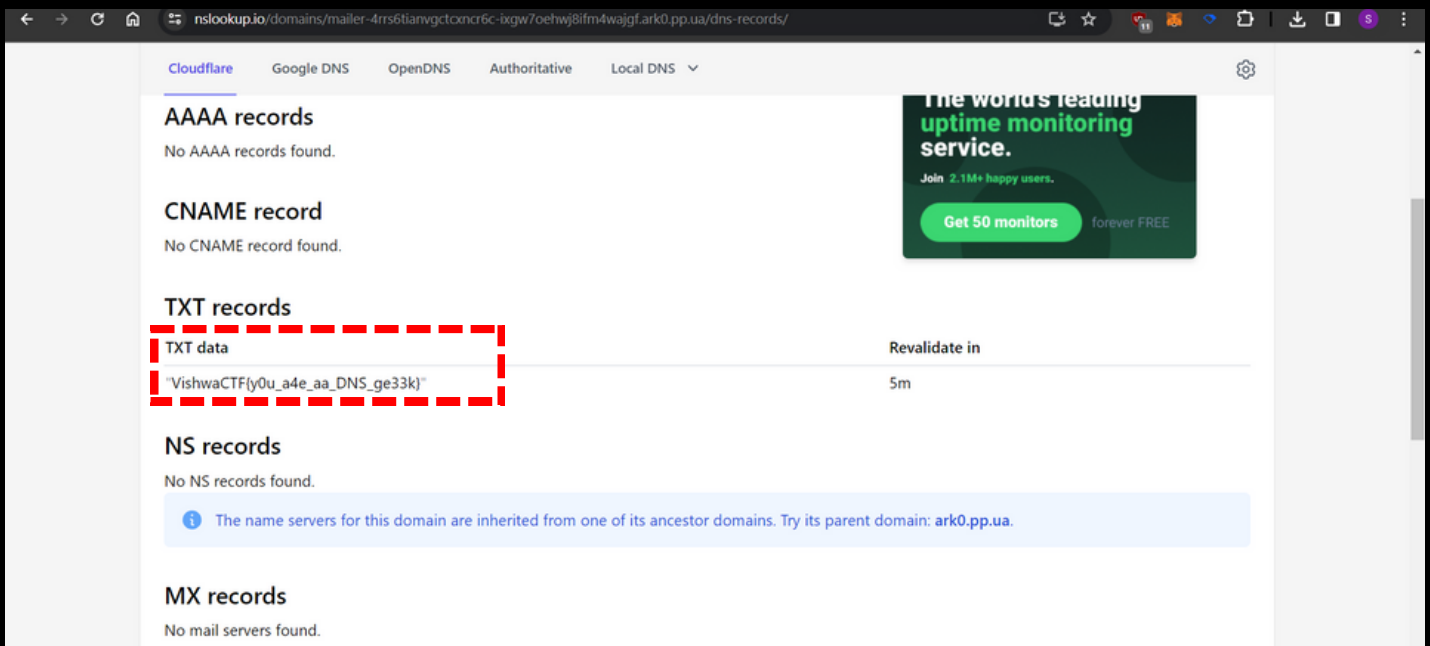 nslookup.io/domains/mailer-4rrs6tianvgctcxncr6c-ixgw7oehwj8ifm4wajgf.ark0.pp.ua/dns-records/
11
S
Cloudflare Google DNS OpenDNS Authoritative Local DNS
AAAA records
No AAAA records found.
The world's leading
uptime monitoring
service.
Join 2.1M+ happy users.
Get 50 monitors forever FREE
CNAME record
No CNAME record found.
TXT records
TXT data Revalidate in
"VishwaCTF{y0u_a4e_aa_DNS_ge33k}" 5m
NS records
No NS records found.
The name servers for this domain are inherited from one of its ancestor domains. Try its parent domain: ark0.pp.ua.
MX records
No mail servers found.